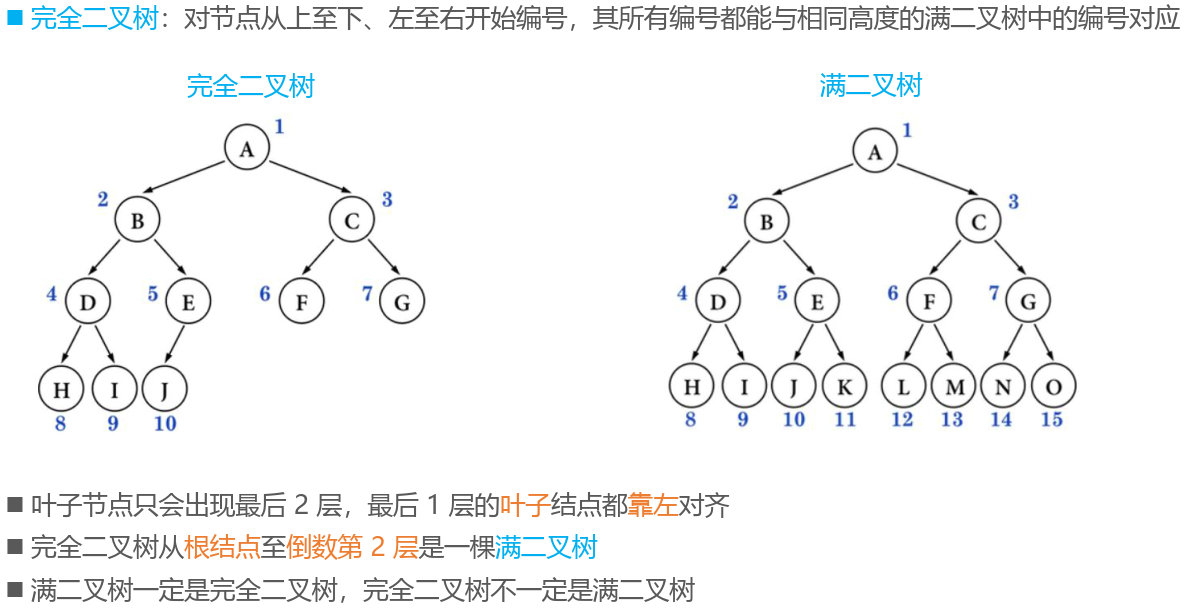 ■ 完全二叉树：对节点从上至下、左至右开始编号，其所有编号都能与相同高度的满二叉树中的编号对应
完全二叉树 满二叉树
A 1 A 1
2 B C 3 2 B C 3
4 D 5 E 6 F 7 G 4 D 5 E 6 F 7 G
H I J H I J K L M N O
8 9 10 8 9 10 11 12 13 14 15
■ 叶子节点只会出现最后 2 层，最后 1 层的叶子结点都靠左对齐
■ 完全二叉树从根结点至倒数第 2 层是一棵满二叉树
■ 满二叉树一定是完全二叉树，完全二叉树不一定是满二叉树